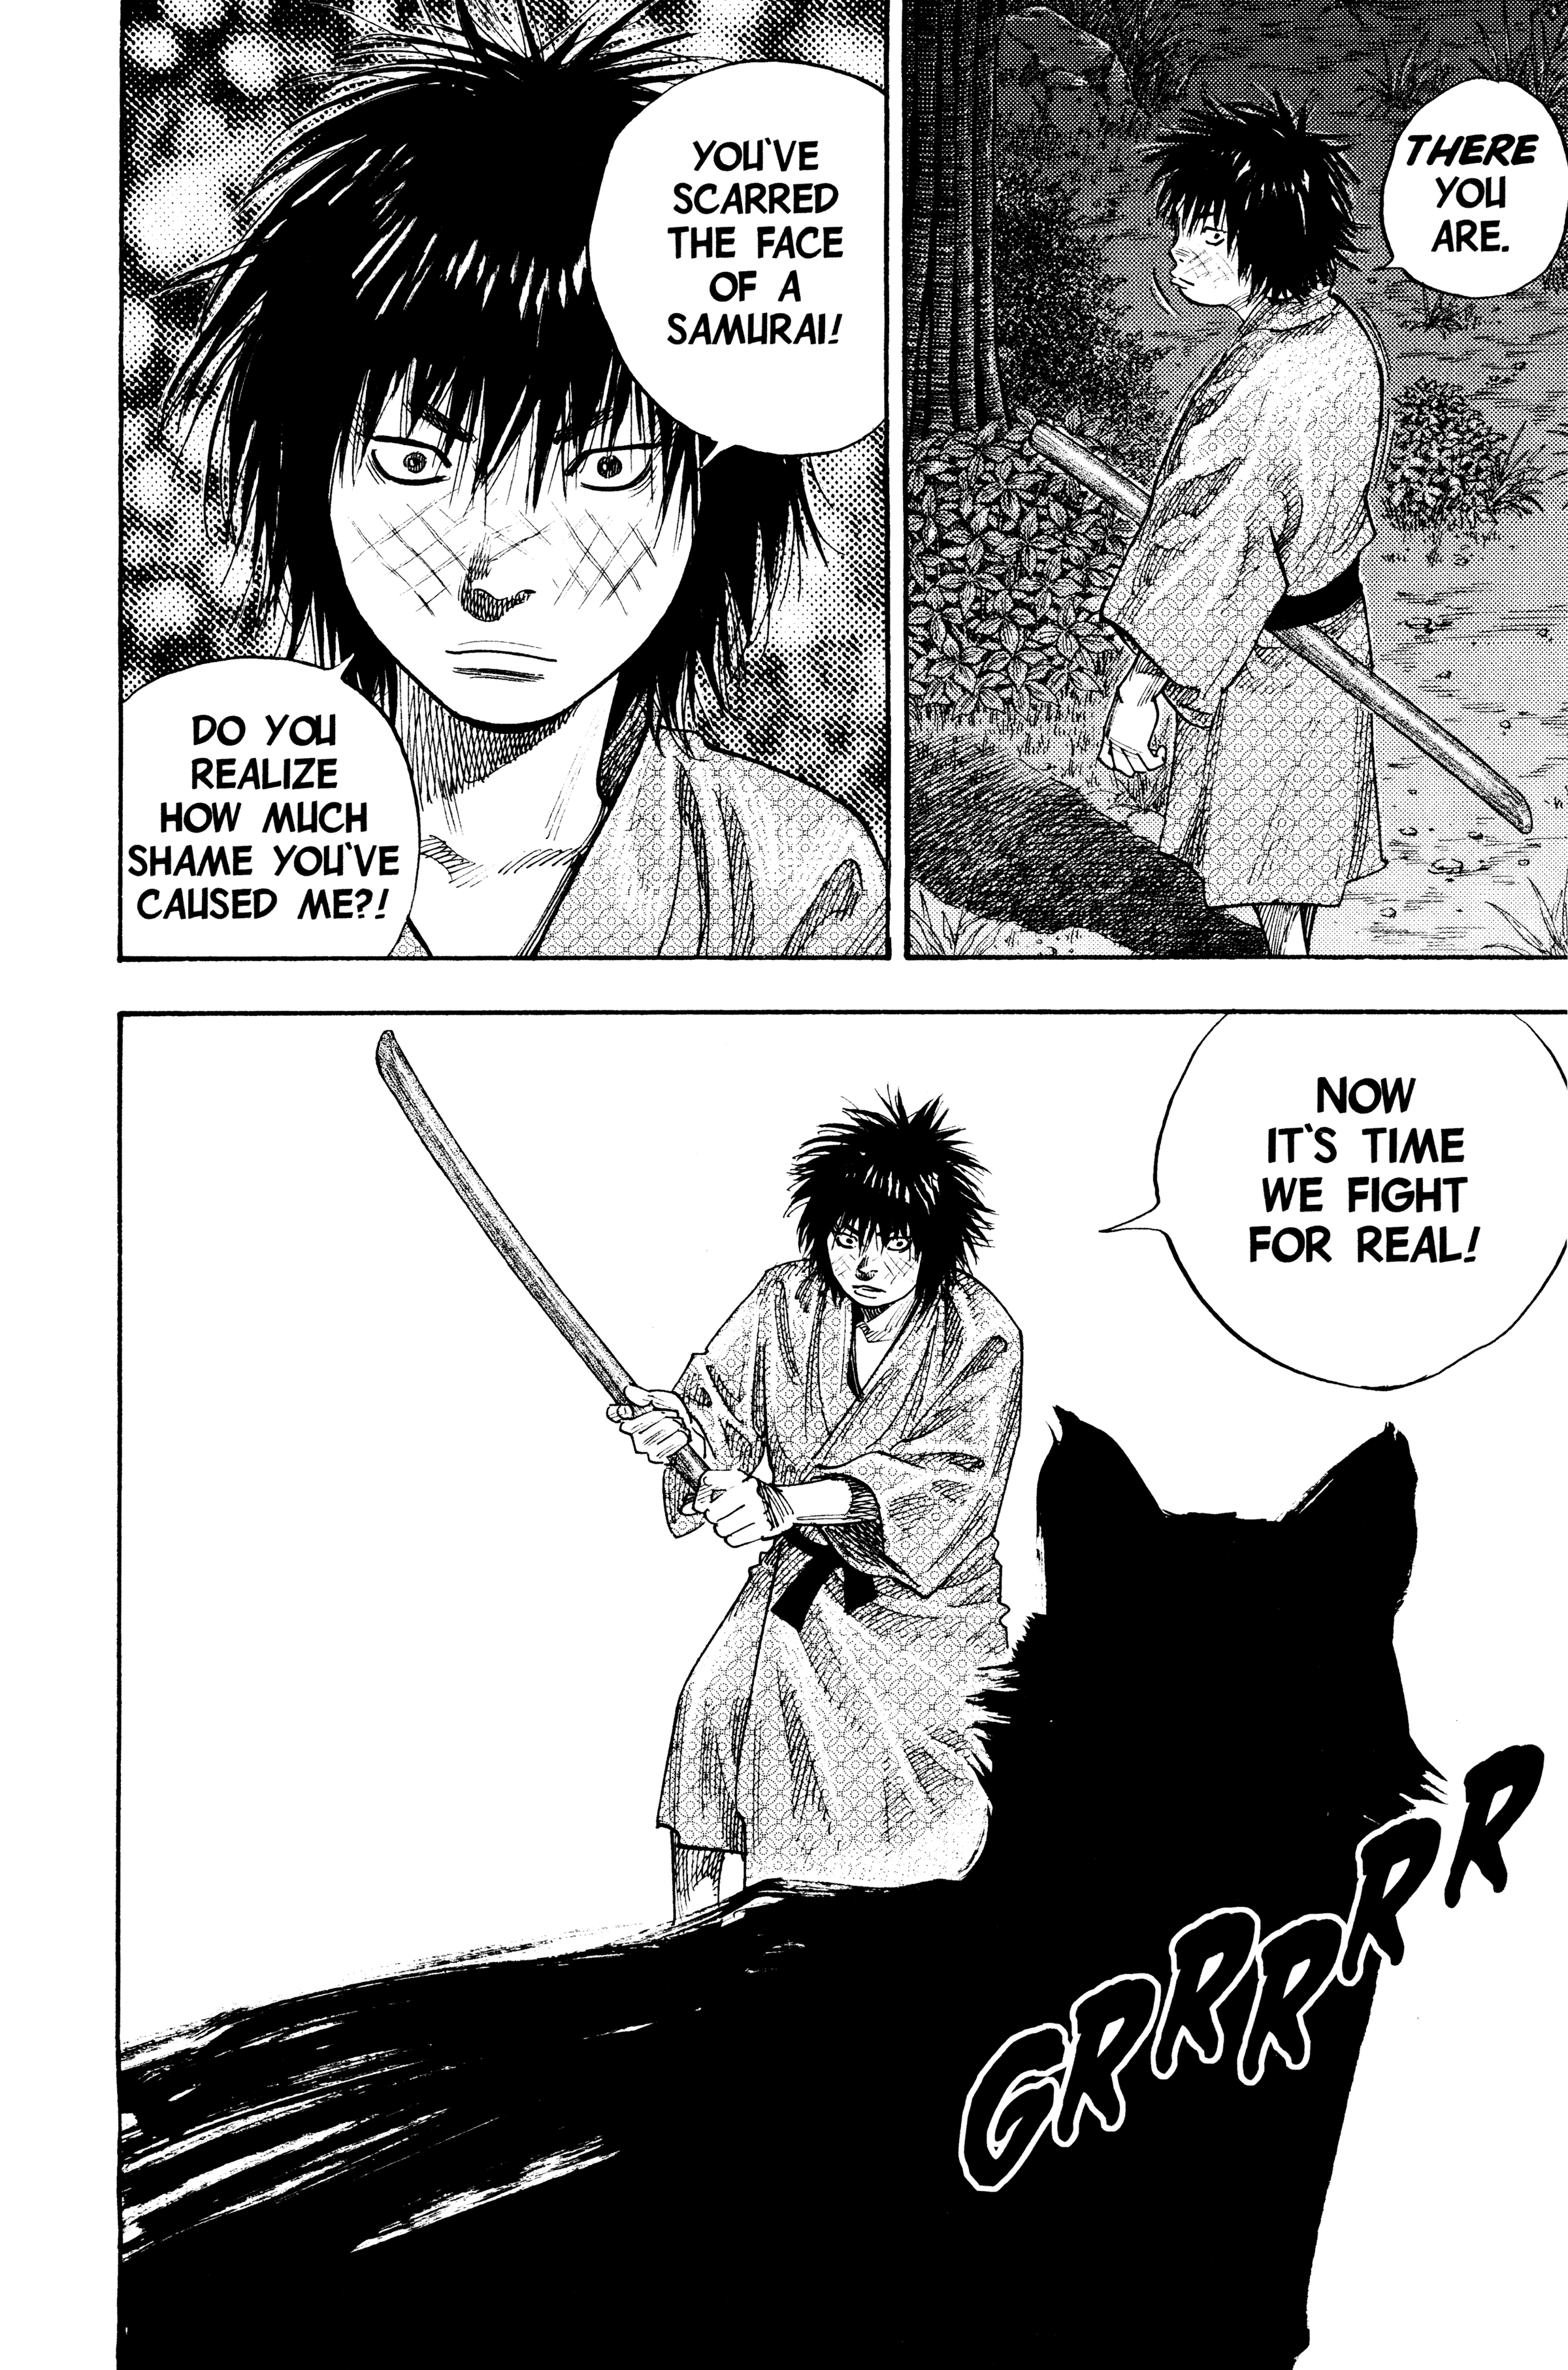 THERE
YOU
ARE.
YOU'VE
SCARRED
THE FACE
OF A
SAMURAI!
DO YOU
REALIZE
HOW MUCH
SHAME YOU'VE
CAUSED ME?!
NOW
IT'S TIME
WE FIGHT
FOR REAL!
GRRRRR